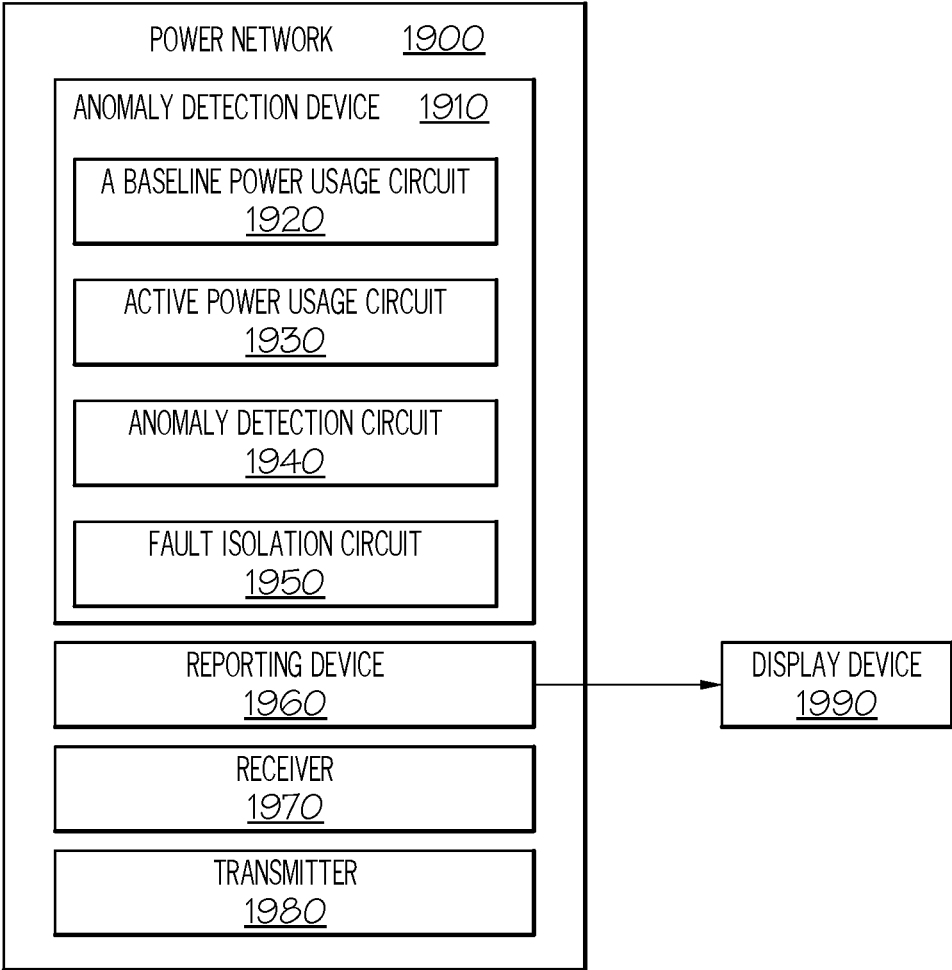 POWER NETWORK 1900
ANOMALY DETECTION DEVICE 1910
A BASELINE POWER USAGE CIRCUIT
1920
ACTIVE POWER USAGE CIRCUIT
1930
ANOMALY DETECTION CIRCUIT
1940
FAULT ISOLATION CIRCUIT
1950
REPORTING DEVICE
1960
DISPLAY DEVICE
1990
RECEIVER
1970
TRANSMITTER
1980